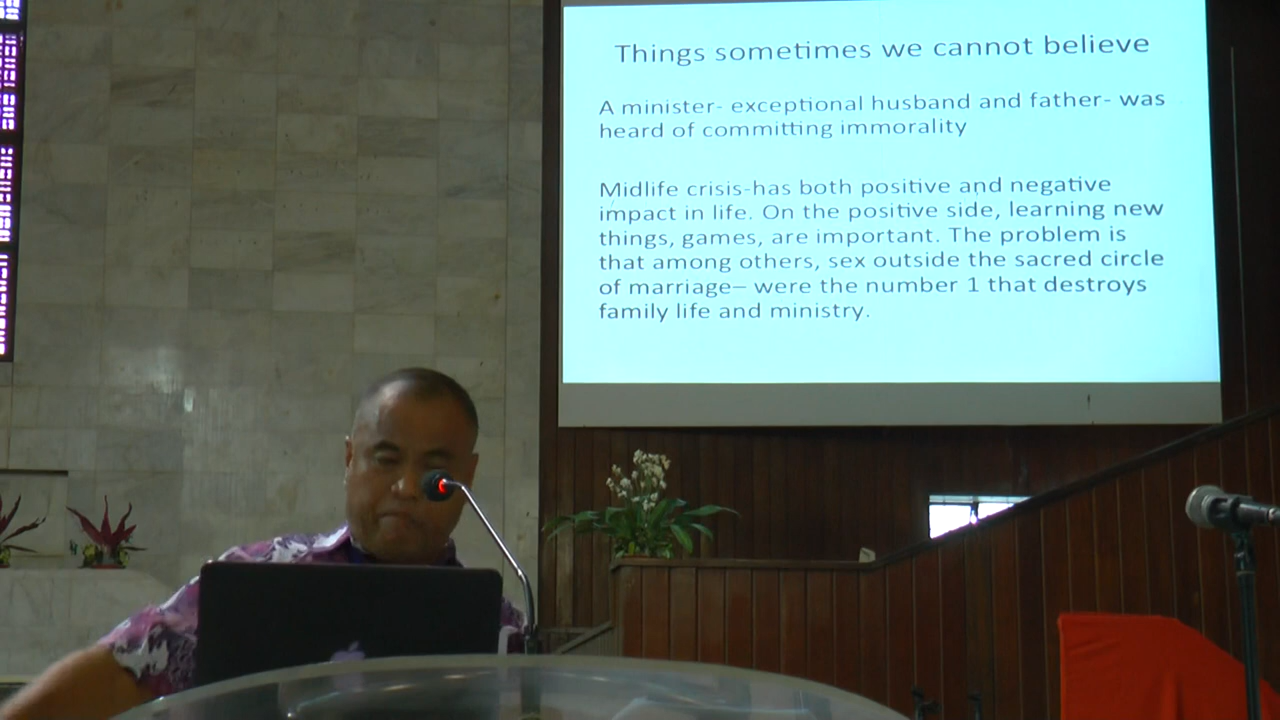 Things sometimes we cannot believe
A minister- exceptional husband and father- was
heard of committing immorality
Midlife crisis-has both positive and negative
impact in life. On the positive side, learning new
things, games, are important. The problem is
that among others, sex outside the sacred circle
of marriage– were the number 1 that destroys
family life and ministry.